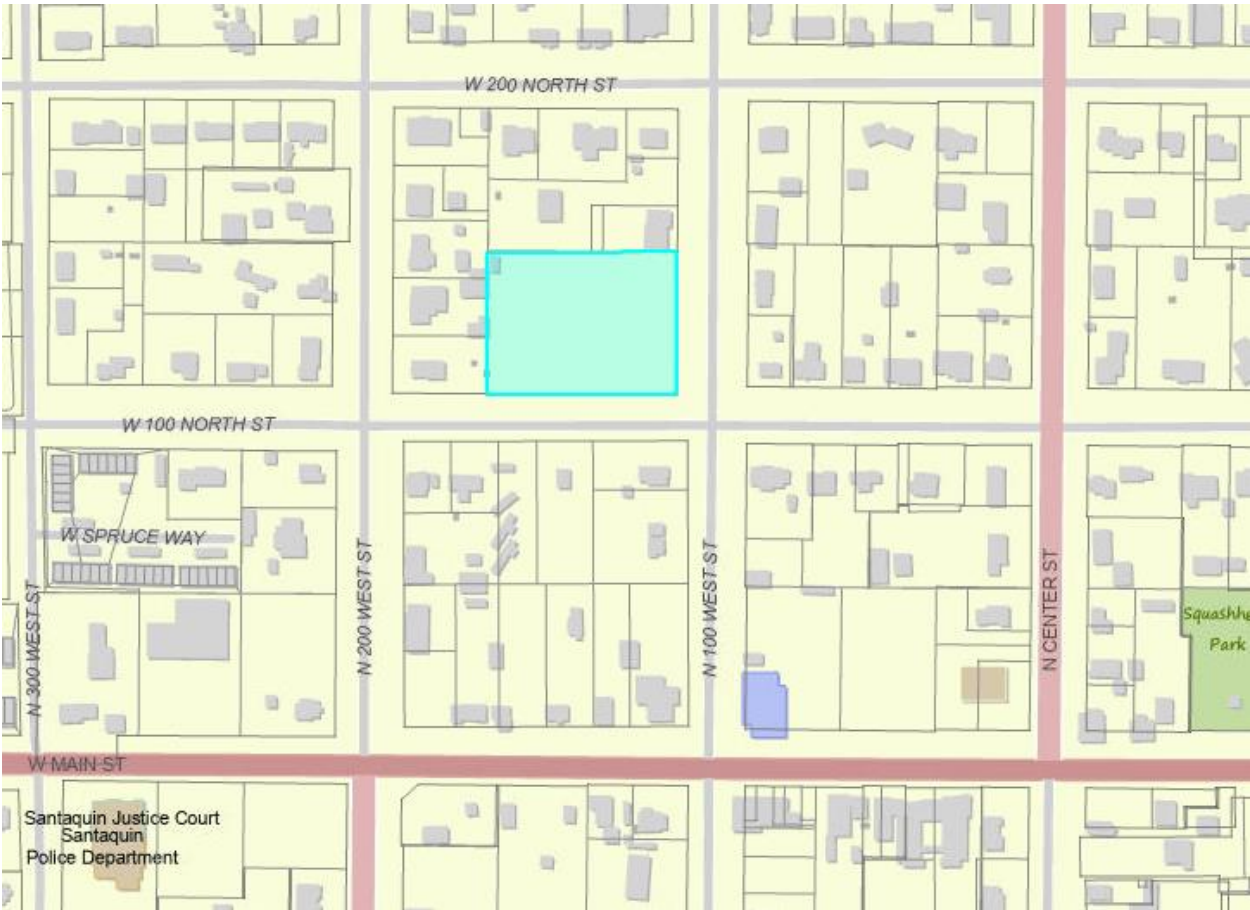 W 200 NORTH ST
W 100 NORTH ST
W SPRUCE WAY
N 300 WEST ST
N 200 WEST ST
N 100 WEST ST
N CENTER ST
Park
W MAIN ST
Santaquin Justice Court
Santaquin
Police Department